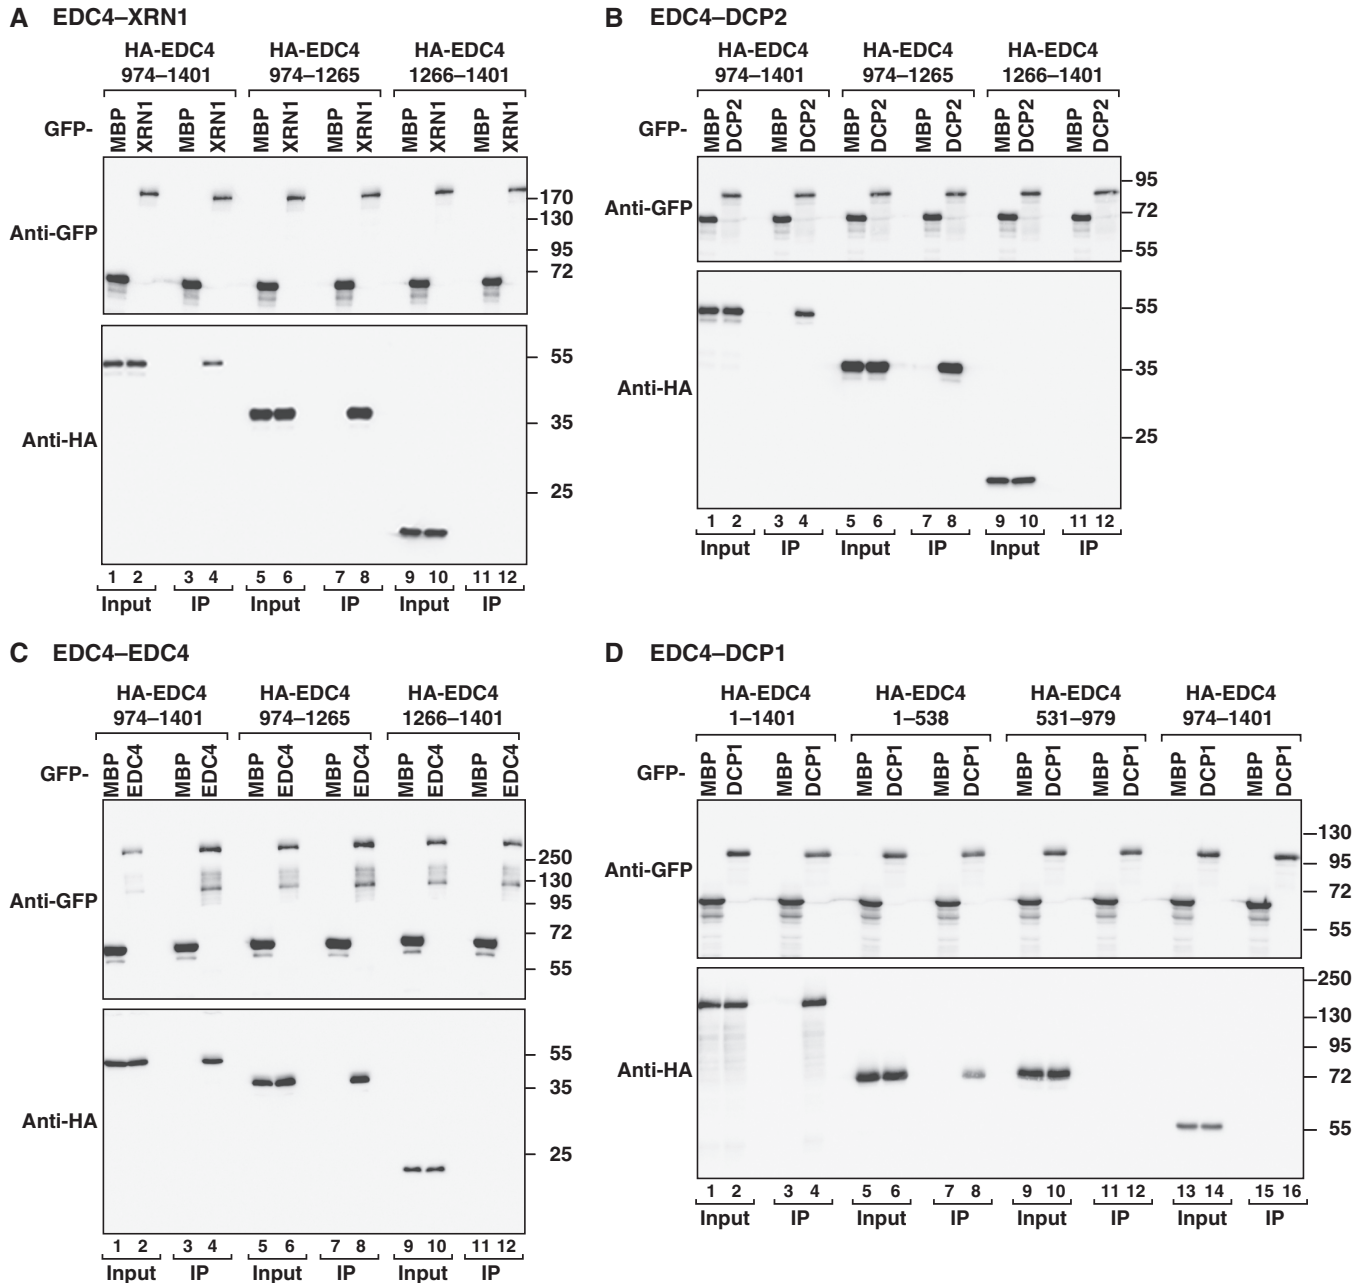 A EDC4–XRN1
HA-EDC4 HA-EDC4 HA-EDC4
974–1401 974–1265 1266–1401
GFP- MBP XRN1 MBP XRN1 MBP XRN1 MBP XRN1 MBP XRN1 MBP XRN1
Anti-GFP
170
130
95
72
Anti-HA
55
35
25
1 2 3 4 5 6 7 8 9 10 11 12
Input IP Input IP Input IP
B EDC4–DCP2
HA-EDC4 HA-EDC4 HA-EDC4
974–1401 974–1265 1266–1401
GFP- MBP DCP2 MBP DCP2 MBP DCP2 MBP DCP2 MBP DCP2 MBP DCP2
Anti-GFP
95
72
55
Anti-HA
55
35
25
1 2 3 4 5 6 7 8 9 10 11 12
Input IP Input IP Input IP
C EDC4–EDC4
HA-EDC4 HA-EDC4 HA-EDC4
974–1401 974–1265 1266–1401
GFP- MBP EDC4 MBP EDC4 MBP EDC4 MBP EDC4 MBP EDC4 MBP EDC4
Anti-GFP
250
130
95
72
55
Anti-HA
55
35
25
1 2 3 4 5 6 7 8 9 10 11 12
Input IP Input IP Input IP
D EDC4–DCP1
HA-EDC4 HA-EDC4 HA-EDC4 HA-EDC4
1–1401 1–538 531–979 974–1401
GFP- MBP DCP1 MBP DCP1 MBP DCP1 MBP DCP1 MBP DCP1 MBP DCP1 MBP DCP1 MBP DCP1
Anti-GFP
130
95
72
55
Anti-HA
250
130
95
72
55
1 2 3 4 5 6 7 8 9 10 11 12 13 14 15 16
Input IP Input IP Input IP Input IP